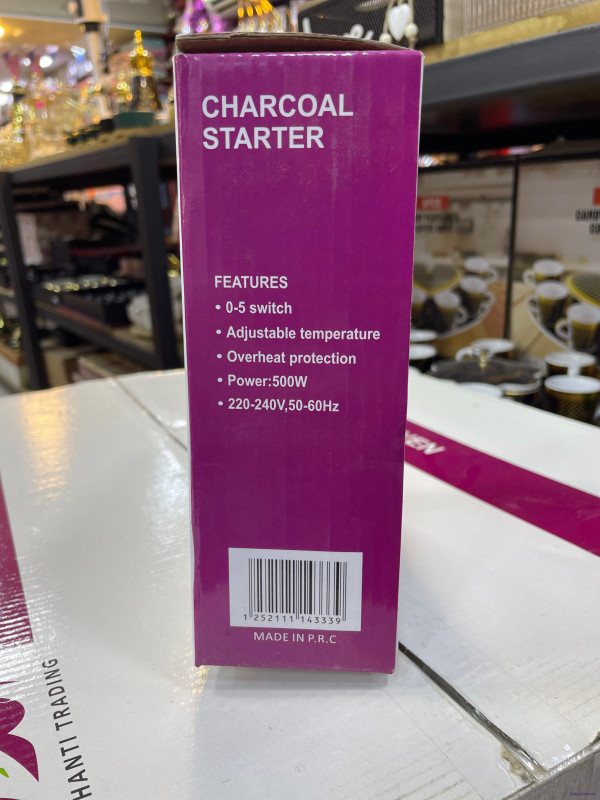 CHARCOAL
STARTER
FEATURES
• 0-5 switch
• Adjustable temperature
• Overheat protection
• Power:500W
• 220-240V,50-60Hz
1 252111 143339
MADE IN P.R.C
HANTI TRADING